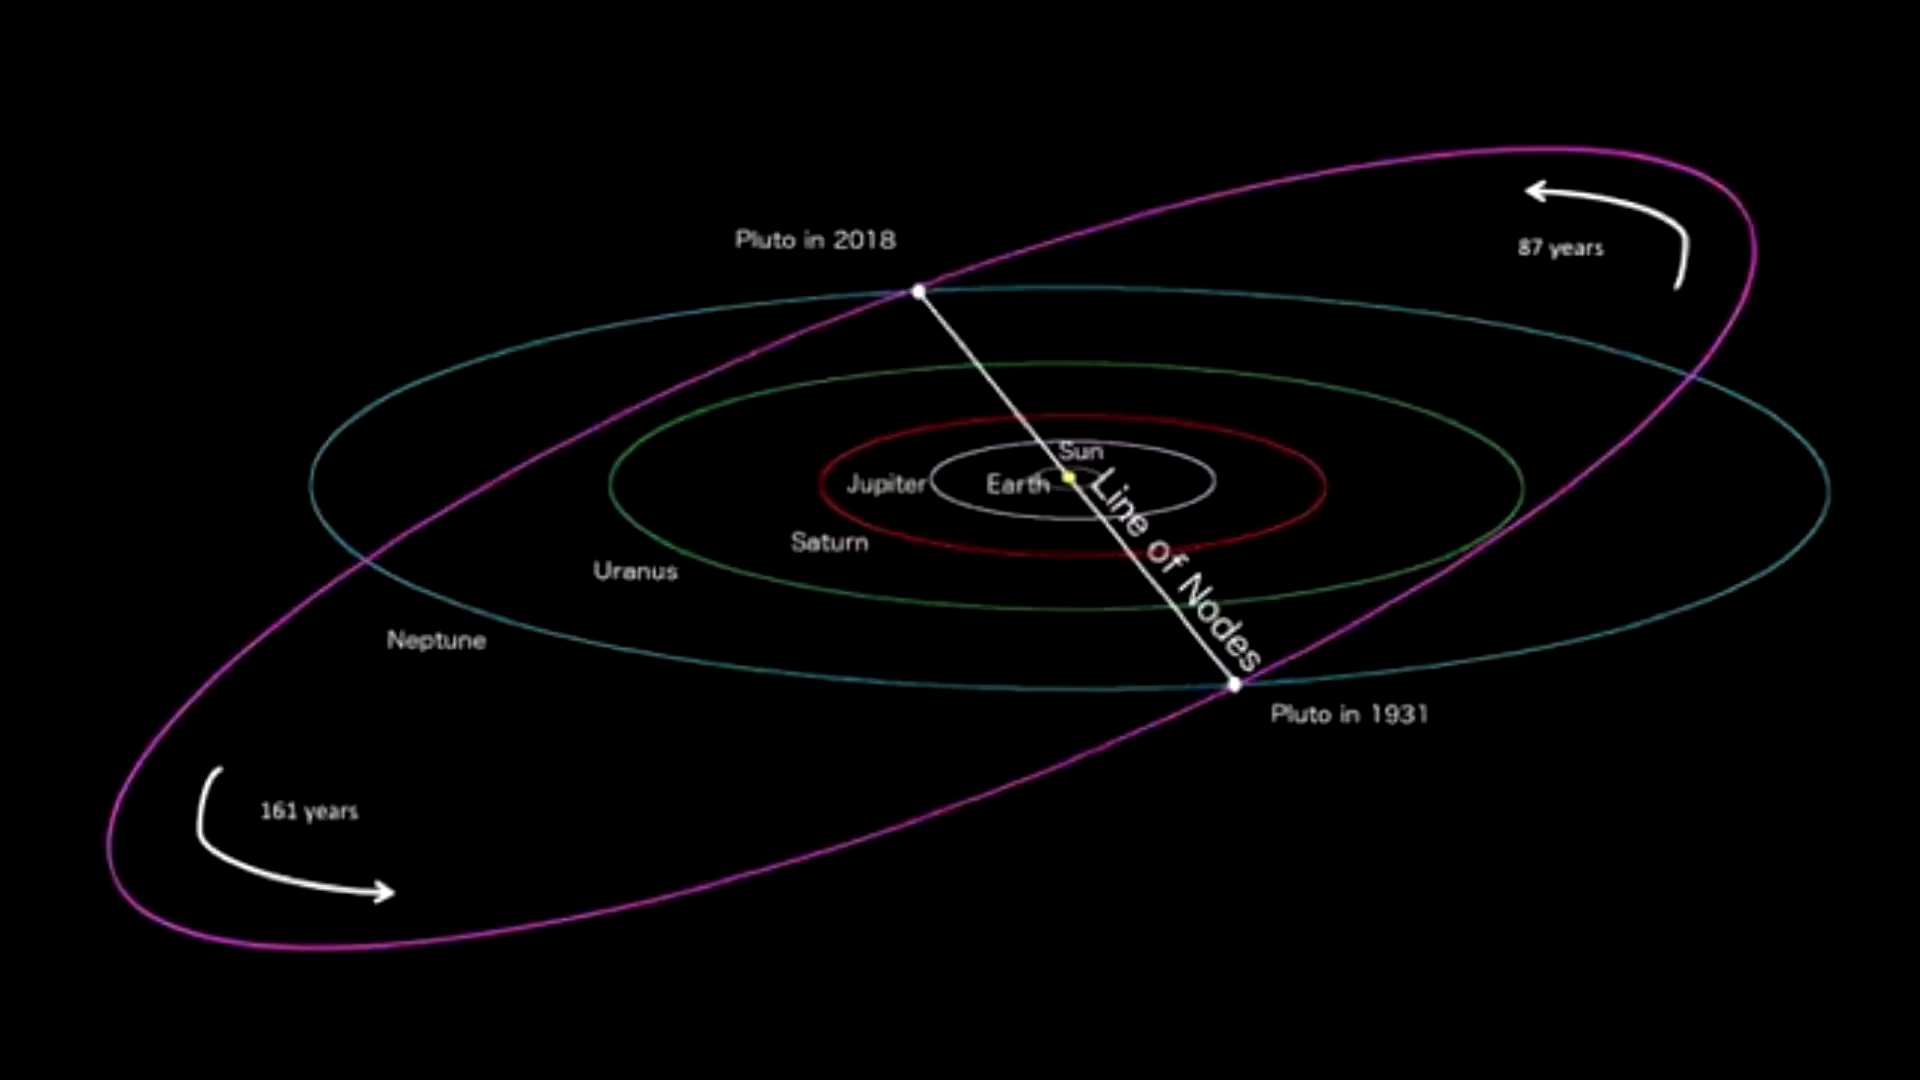 Pluto in 2018
87 years
Sun
Jupiter
Earth
Line of Nodes
Saturn
Uranus
Neptune
Pluto in 1931
161 years